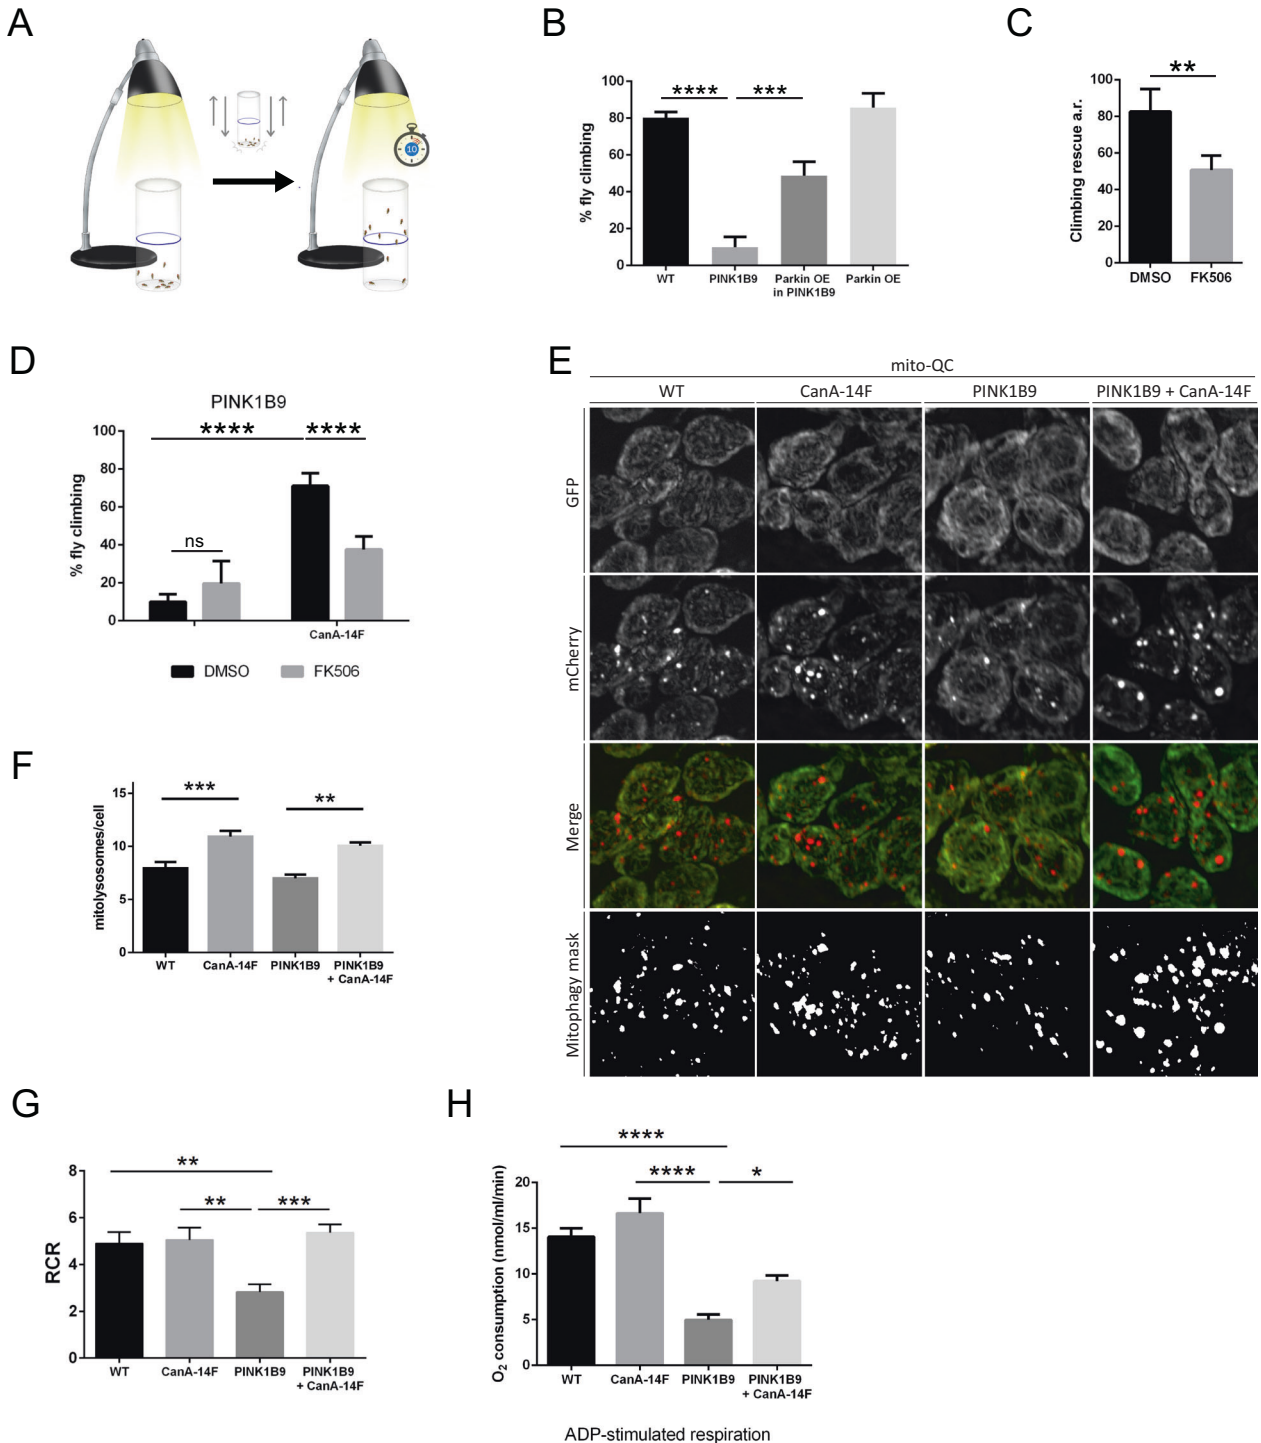 A
10
B
% fly climbing
100
80
60
40
20
0
**** ***
WT PINK1B9 Parkin OE Parkin OE
in PINK1B9
C
Climbing rescue a.r.
100
80
60
40
20
0
**
DMSO FK506
D
PINK1B9
% fly climbing
100
80
60
40
20
0
**** ****
ns
CanA-14F
DMSO FK506
E
mito-QC
WT CanA-14F PINK1B9 PINK1B9 + CanA-14F
GFP
mCherry
Merge
Mitophagy mask
F
mitolysosomes/cell
15
10
5
0
*** **
WT CanA-14F PINK1B9 PINK1B9
+ CanA-14F
G
RCR
8
6
4
2
0
**
** ***
WT CanA-14F PINK1B9 PINK1B9
+ CanA-14F
H
O2 consumption (nmol/ml/min)
20
15
10
5
0
****
**** *
WT CanA-14F PINK1B9 PINK1B9
+ CanA-14F
ADP-stimulated respiration